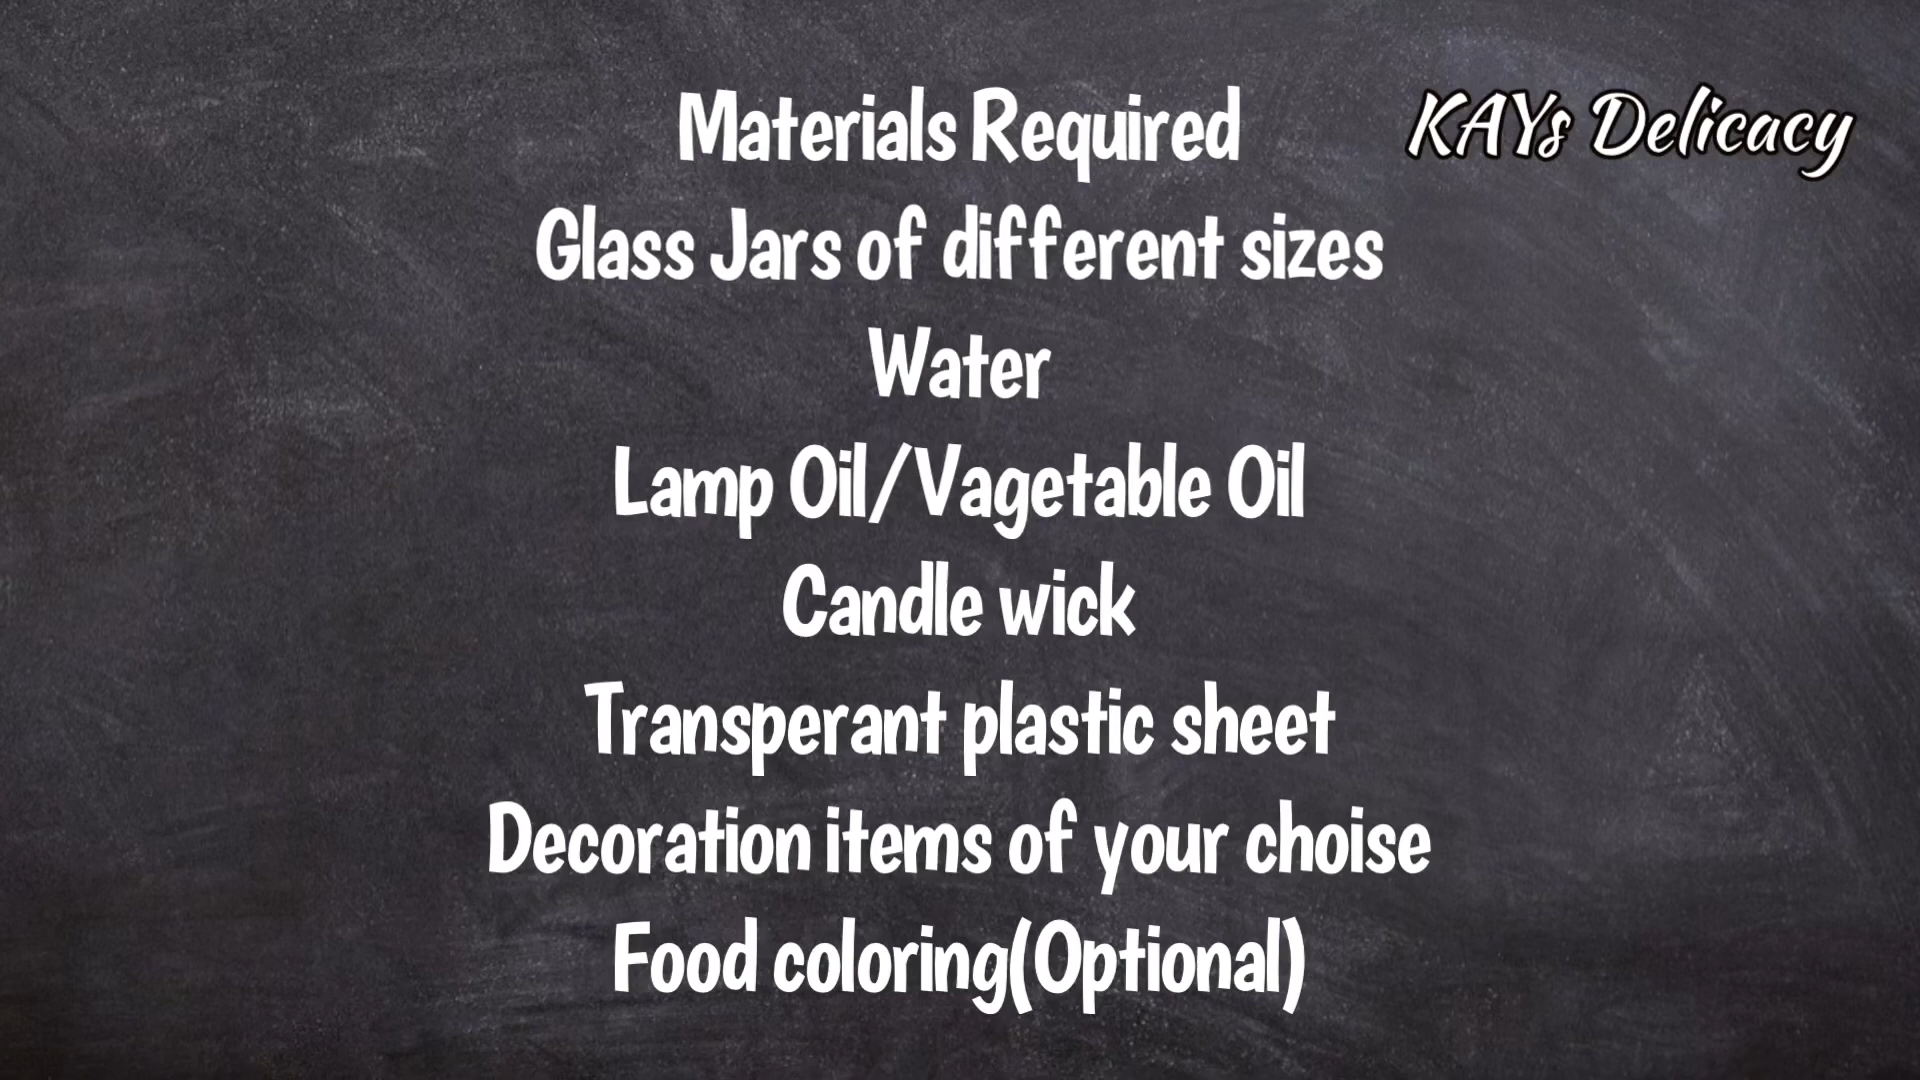 Materials Required
KAYs Delicacy
Glass Jars of different sizes
Water
Lamp Oil/Vagetable Oil
Candle wick
Transperant plastic sheet
Decoration items of your choise
Food coloring(Optional)